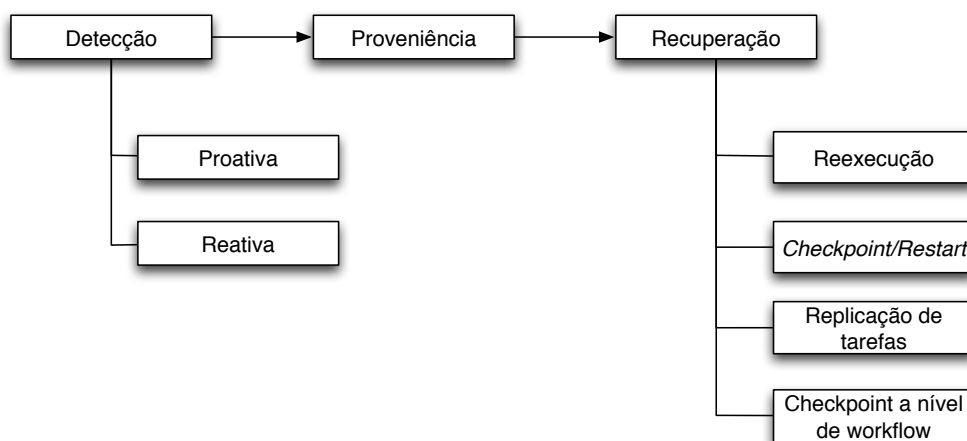 Detecção
Proveniência
Recuperação
Proativa
Reativa
Reexecução
Checkpoint/Restart
Replicação de
tarefas
Checkpoint a nível
de workflow